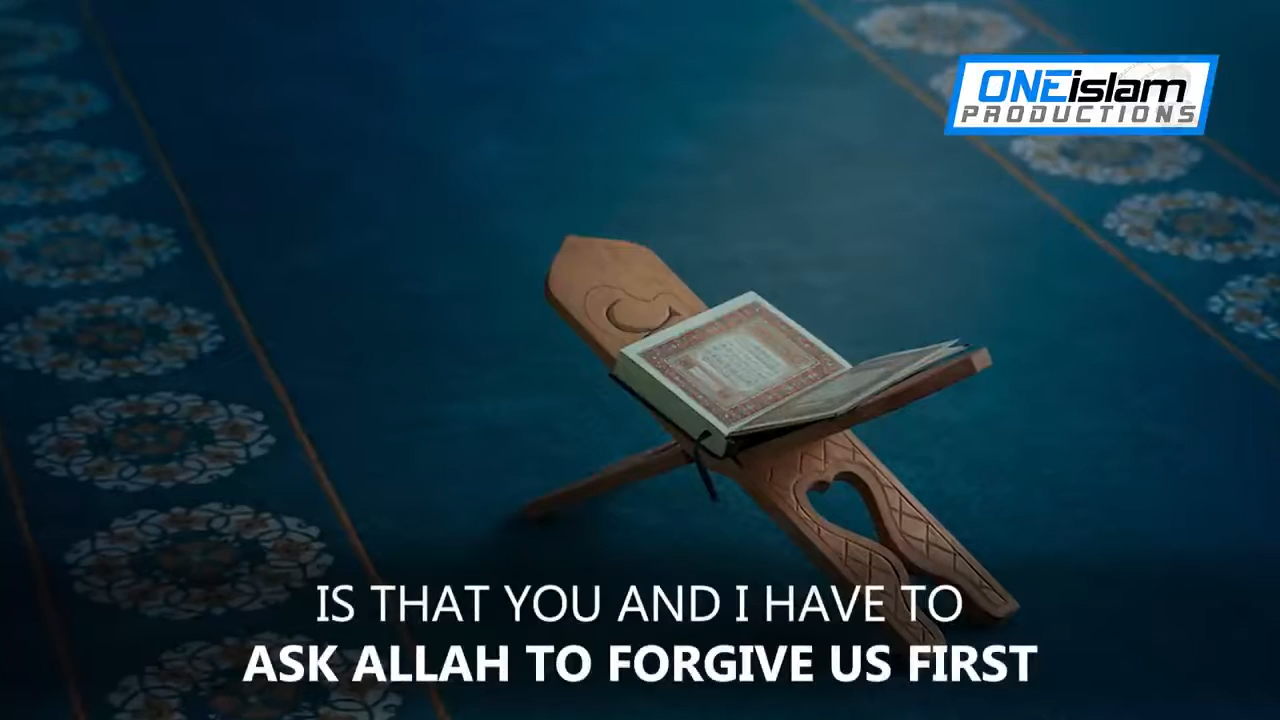 ONEislam
PRODUCTIONS
IS THAT YOU AND I HAVE TO
ASK ALLAH TO FORGIVE US FIRST